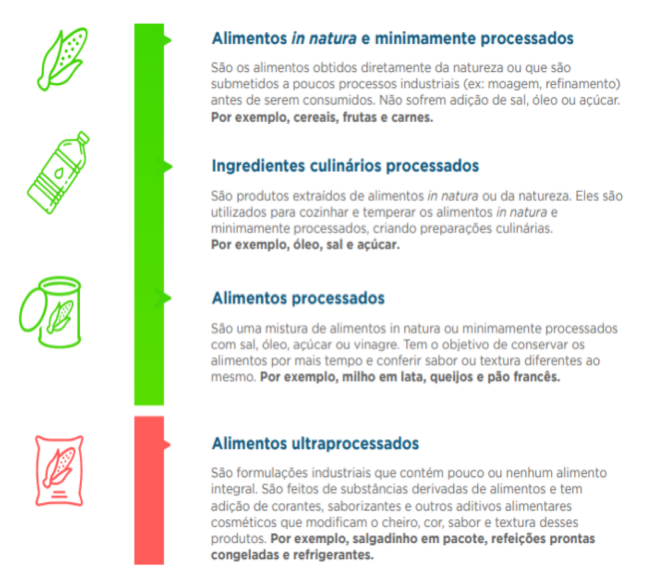 Alimentos in natura e minimamente processados
São os alimentos obtidos diretamente da natureza ou que são
submetidos a poucos processos industriais (ex: moagem, refinamento)
antes de serem consumidos. Não sofrem adição de sal, óleo ou açúcar.
Por exemplo, cereais, frutas e carnes.
Ingredientes culinários processados
São produtos extraídos de alimentos in natura ou da natureza. Eles são
utilizados para cozinhar e temperar os alimentos in natura e
minimamente processados, criando preparações culinárias.
Por exemplo, óleo, sal e açúcar.
Alimentos processados
São uma mistura de alimentos in natura ou minimamente processados
com sal, óleo, açúcar ou vinagre. Tem o objetivo de conservar os
alimentos por mais tempo e conferir sabor ou textura diferentes ao
mesmo. Por exemplo, milho em lata, queijos e pão francês.
Alimentos ultraprocessados
São formulações industriais que contém pouco ou nenhum alimento
integral. São feitos de substâncias derivadas de alimentos e tem
adição de corantes, saborizantes e outros aditivos alimentares
cosméticos que modificam o cheiro, cor, sabor e textura desses
produtos. Por exemplo, salgadinho em pacote, refeições prontas
congeladas e refrigerantes.